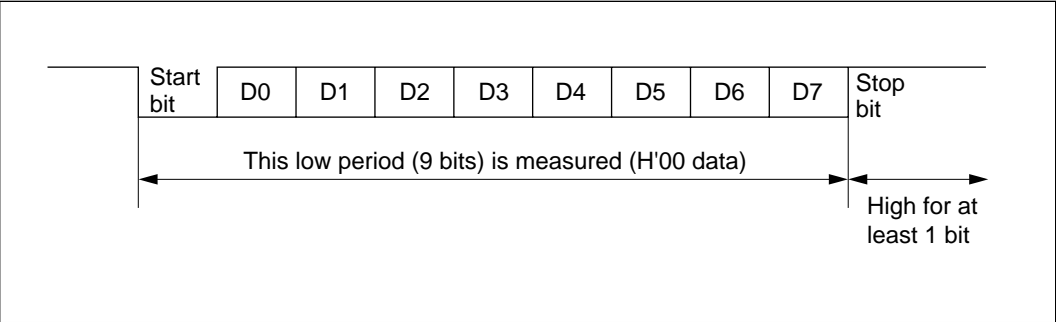 Start bit
D0 D1 D2 D3 D4 D5 D6 D7
Stop bit
This low period (9 bits) is measured (H'00 data)
High for at
least 1 bit